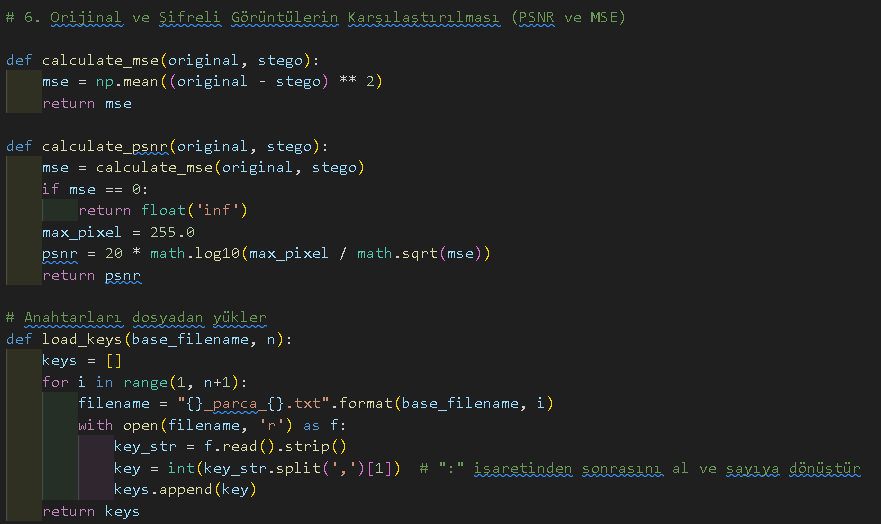 # 6. Orijinal ve Şifreli Görüntülerin Karşılaştırılması (PSNR ve MSE)

def calculate_mse(original, stego):
    mse = np.mean((original - stego) ** 2)
    return mse

def calculate_psnr(original, stego):
    mse = calculate_mse(original, stego)
    if mse == 0:
        return float('inf')
    max_pixel = 255.0
    psnr = 20 * math.log10(max_pixel / math.sqrt(mse))
    return psnr

# Anahtarları dosyadan yükler
def load_keys(base_filename, n):
    keys = []
    for i in range(1, n+1):
        filename = "{}_parca_{}.txt".format(base_filename, i)
        with open(filename, 'r') as f:
            key_str = f.read().strip()
            key = int(key_str.split(',')[1])  # ":" işaretinden sonrasını al ve sayıya dönüştür
            keys.append(key)
    return keys